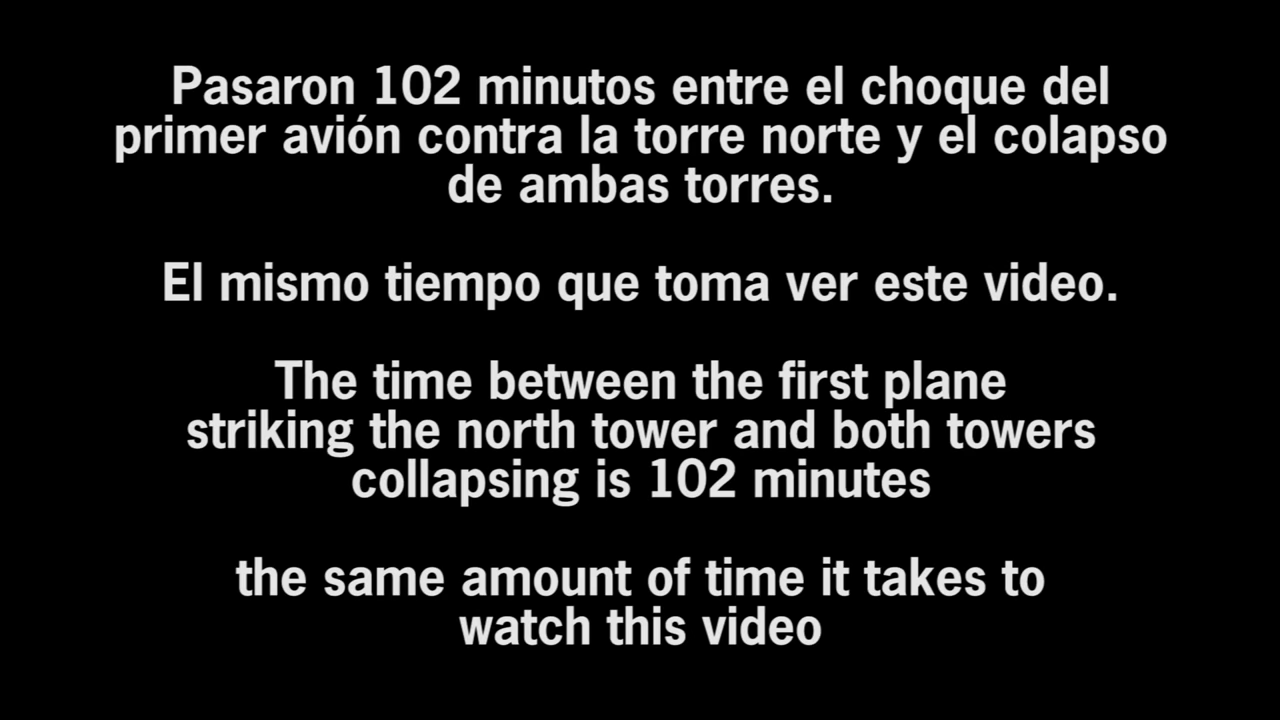 Pasaron 102 minutos entre el choque del
primer avión contra la torre norte y el colapso
de ambas torres.
El mismo tiempo que toma ver este video.
The time between the first plane
striking the north tower and both towers
collapsing is 102 minutes
the same amount of time it takes to
watch this video